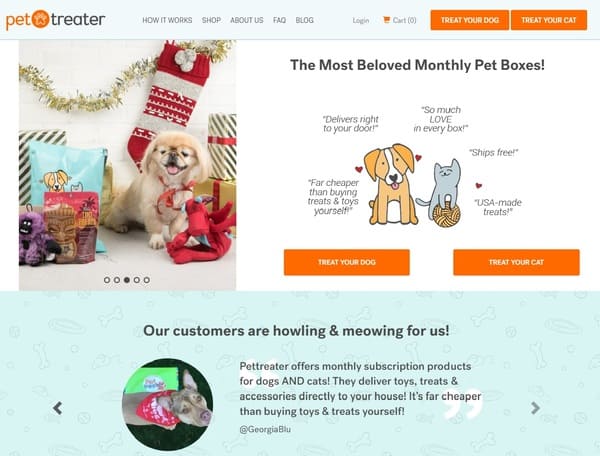 pet treater
HOW IT WORKS SHOP ABOUT US FAQ BLOG Login Cart (0) TREAT YOUR DOG TREAT YOUR CAT
The Most Beloved Monthly Pet Boxes!
"Delivers right
to your door!"
"So much
LOVE
in every box!"
"Ships free!"
"Far cheaper
than buying
treats & toys
yourself!"
"USA-made
treats!"
TREAT YOUR DOG TREAT YOUR CAT
Our customers are howling & meowing for us!
Pettreater offers monthly subscription products
for dogs AND cats! They deliver toys, treats &
accessories directly to your house! It's far cheaper
than buying toys & treats yourself!
@GeorgiaBlu